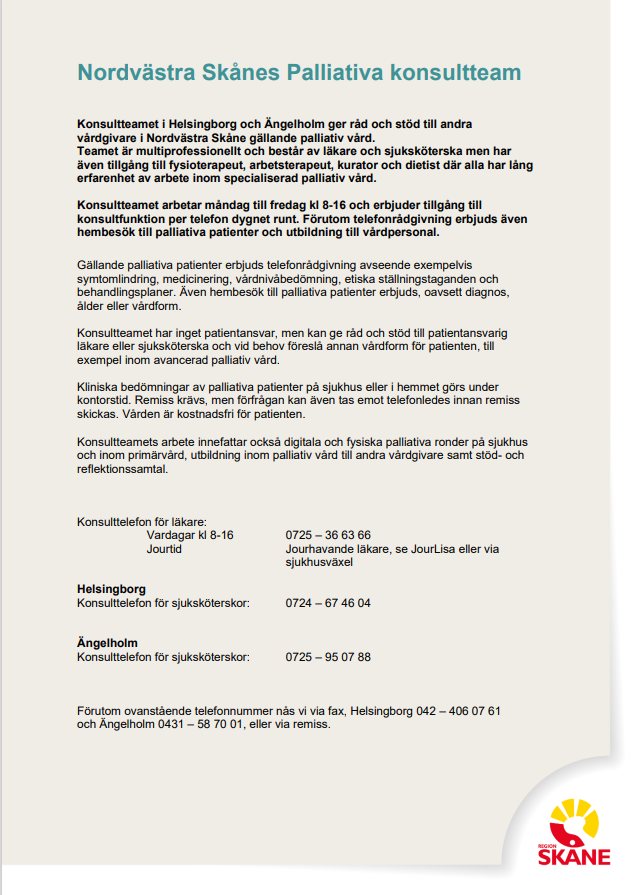 Nordvästra Skånes Palliativa konsultteam
Konsultteamet i Helsingborg och Ängelholm ger råd och stöd till andra
vårdgivare i Nordvästra Skåne gällande palliativ vård.
Teamet är multiprofessionellt och består av läkare och sjuksköterska men har
även tillgång till fysioterapeut, arbetsterapeut, kurator och dietist där alla har lång
erfarenhet av arbete inom specialiserad palliativ vård.
Konsultteamet arbetar måndag till fredag kl 8-16 och erbjuder tillgång till
konsultfunktion per telefon dygnet runt. Förutom telefonrådgivning erbjuds även
hembesök till palliativa patienter och utbildning till vårdpersonal.
Gällande palliativa patienter erbjuds telefonrådgivning avseende exempelvis
symtomlindring, medicinering, vårdnivåbedömning, etiska ställningstaganden och
behandlingsplaner. Även hembesök till palliativa patienter erbjuds, oavsett diagnos,
ålder eller vårdform.
Konsultteamet har inget patientansvar, men kan ge råd och stöd till patientansvarig
läkare eller sjuksköterska och vid behov föreslå annan vårdform för patienten, till
exempel inom avancerad palliativ vård.
Kliniska bedömningar av palliativa patienter på sjukhus eller i hemmet görs under
kontorstid. Remiss krävs, men förfrågan kan även tas emot telefonledes innan remiss
skickas. Vården är kostnadsfri för patienten.
Konsultteamets arbete innefattar också digitala och fysiska palliativa ronder på sjukhus
och inom primärvård, utbildning inom palliativ vård till andra vårdgivare samt stöd- och
reflektionssamtal.
Konsulttelefon för läkare:
Vardagar kl 8-16 0725 – 36 63 66
Jourtid Jourhavande läkare, se JourLisa eller via
sjukhusväxel
Helsingborg
Konsulttelefon för sjuksköterskor: 0724 – 67 46 04
Ängelholm
Konsulttelefon för sjuksköterskor: 0725 – 95 07 88
Förutom ovanstående telefonnummer nås vi via fax, Helsingborg 042 – 406 07 61
och Ängelholm 0431 – 58 70 01, eller via remiss.
REGION
SKÅNE